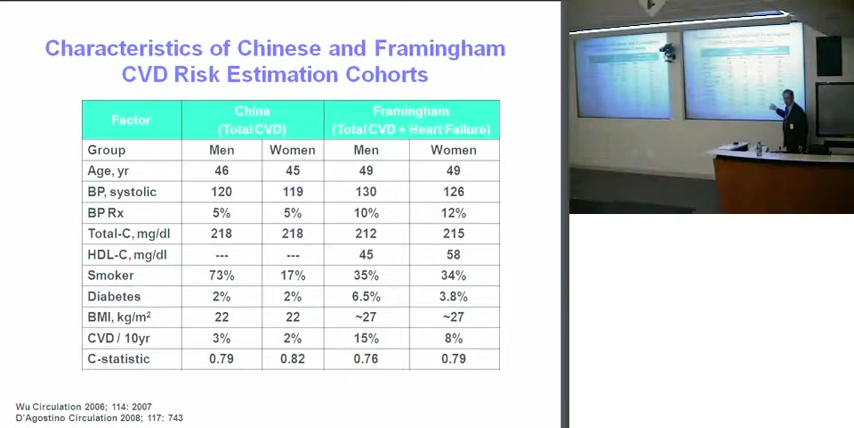 Characteristics of Chinese and Framingham
CVD Risk Estimation Cohorts
Factor China Framingham
(Total CVD) (Total CVD + Heart Failure)
Group Men Women Men Women
Age, yr 46 45 49 49
BP, systolic 120 119 130 126
BP Rx 5% 5% 10% 12%
Total-C, mg/dl 218 218 212 215
HDL-C, mg/dl --- --- 45 58
Smoker 73% 17% 35% 34%
Diabetes 2% 2% 6.5% 3.8%
BMI, kg/m² 22 22 ~27 ~27
CVD / 10yr 3% 2% 15% 8%
C-statistic 0.79 0.82 0.76 0.79
Wu Circulation 2006; 114: 2007
D'Agostino Circulation 2008; 117: 743